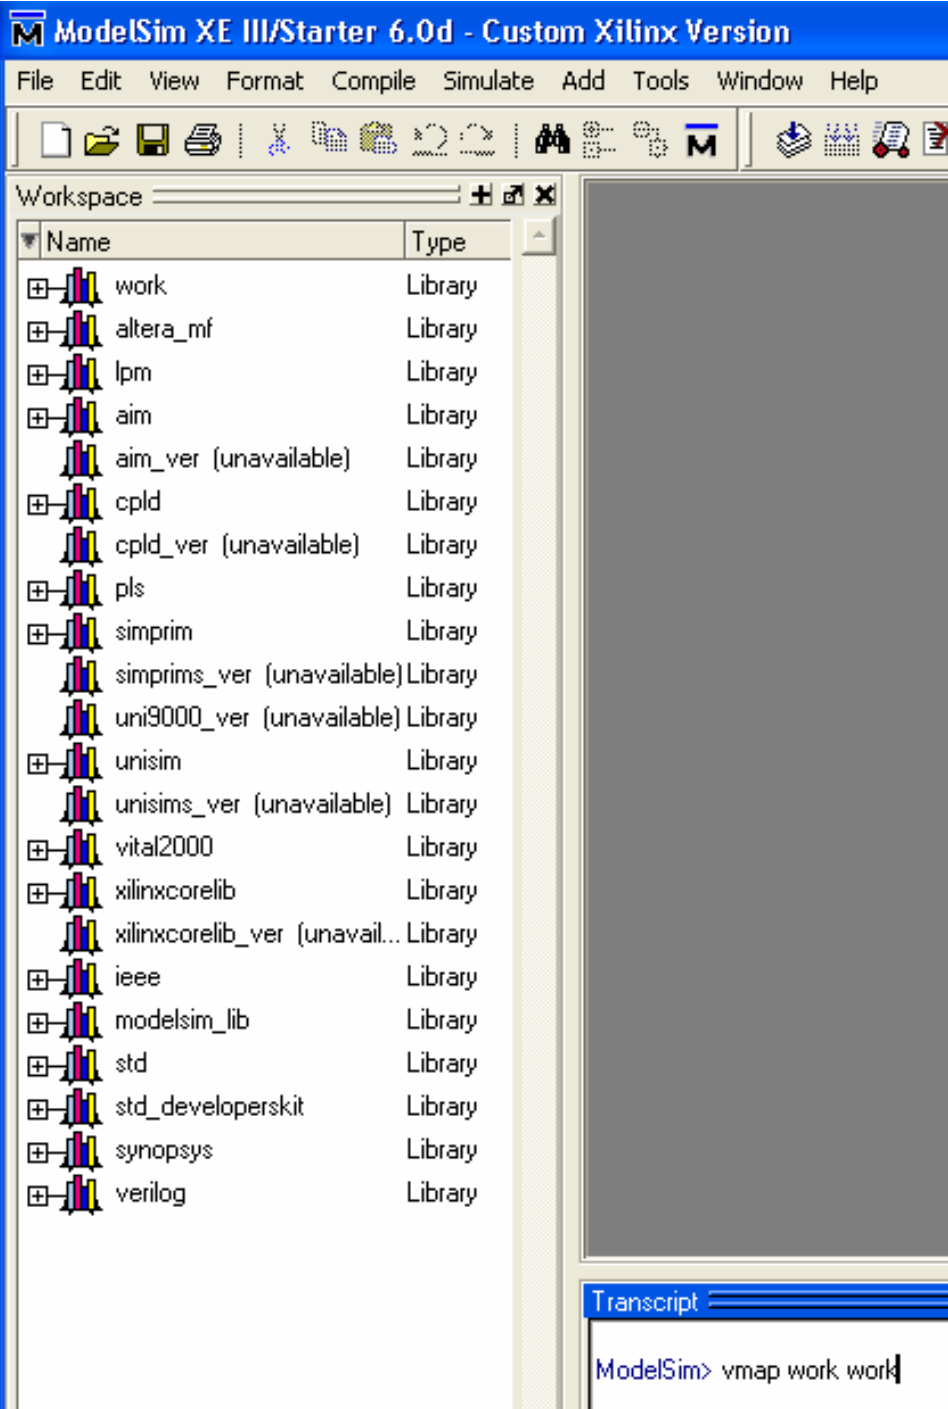 ModelSim XE III/Starter 6.0d - Custom Xilinx Version
File Edit View Format Compile Simulate Add Tools Window Help
Workspace
Name Type
work Library
altera_mf Library
lpm Library
aim Library
aim_ver (unavailable) Library
cpld Library
cpld_ver (unavailable) Library
pls Library
simprim Library
simprims_ver (unavailable) Library
uni9000_ver (unavailable) Library
unisim Library
unisims_ver (unavailable) Library
vital2000 Library
xilinxcorelib Library
xilinxcorelib_ver (unavail... Library
ieee Library
modelsim_lib Library
std Library
std_developerskit Library
synopsys Library
verilog Library
Transcript
ModelSim> vmap work work